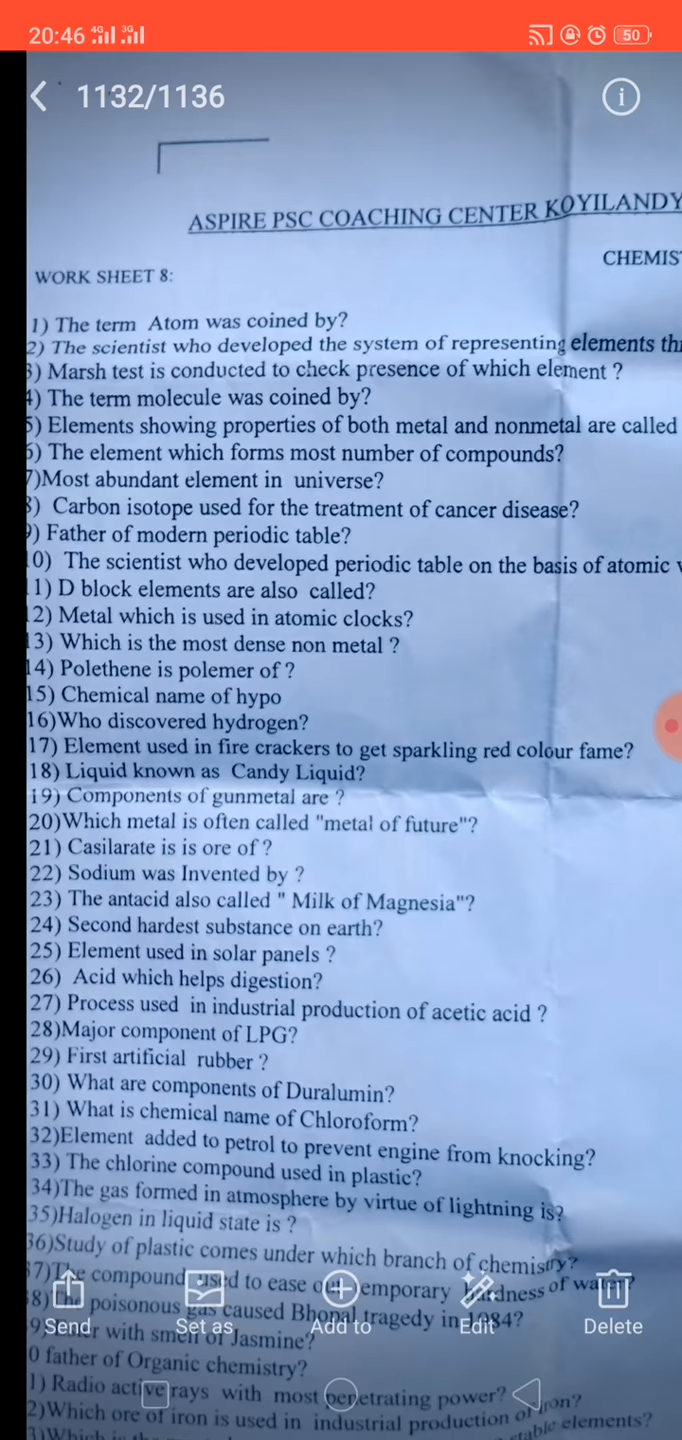 20:46 4G 3G 50
1132/1136
ASPIRE PSC COACHING CENTER KOYILANDY
CHEMIS
WORK SHEET 8:
1) The term Atom was coined by?
2) The scientist who developed the system of representing elements
3) Marsh test is conducted to check presence of which element ?
4) The term molecule was coined by?
5) Elements showing properties of both metal and nonmetal are called
6) The element which forms most number of compounds?
7)Most abundant element in universe?
8) Carbon isotope used for the treatment of cancer disease?
9) Father of modern periodic table?
10) The scientist who developed periodic table on the basis of atomic
11) D block elements are also called?
12) Metal which is used in atomic clocks?
13) Which is the most dense non metal ?
14) Polethene is polemer of ?
15) Chemical name of hypo
16)Who discovered hydrogen?
17) Element used in fire crackers to get sparkling red colour fame?
18) Liquid known as Candy Liquid?
19) Components of gunmetal are ?
20)Which metal is often called "metal of future"?
21) Casilarate is is ore of ?
22) Sodium was Invented by ?
23) The antacid also called " Milk of Magnesia"?
24) Second hardest substance on earth?
25) Element used in solar panels ?
26) Acid which helps digestion?
27) Process used in industrial production of acetic acid ?
28)Major component of LPG?
29) First artificial rubber ?
30) What are components of Duralumin?
31) What is chemical name of Chloroform?
32)Element added to petrol to prevent engine from knocking?
33) The chlorine compound used in plastic?
34)The gas formed in atmosphere by virtue of lightning is?
35)Halogen in liquid state is ?
36)Study of plastic comes under which branch of chemistry?
37)The compound used to ease out temporary hardness of water?
38) The poisonous gas caused Bhopal tragedy in 1984?
with smell of Jasmine?
0 father of Organic chemistry?
1) Radio active rays with most penetrating power?
2)Which ore of iron is used in industrial production of iron?
3)Which elements?
Send Set as Add to Edit Delete